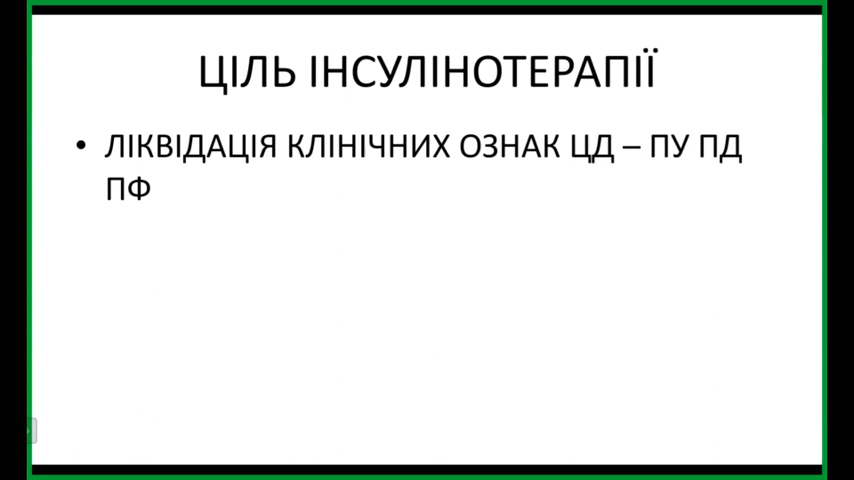 ЦІЛЬ ІНСУЛІНОТЕРАПІЇ
• ЛІКВІДАЦІЯ КЛІНІЧНИХ ОЗНАК ЦД – ПУ ПД
ПФ